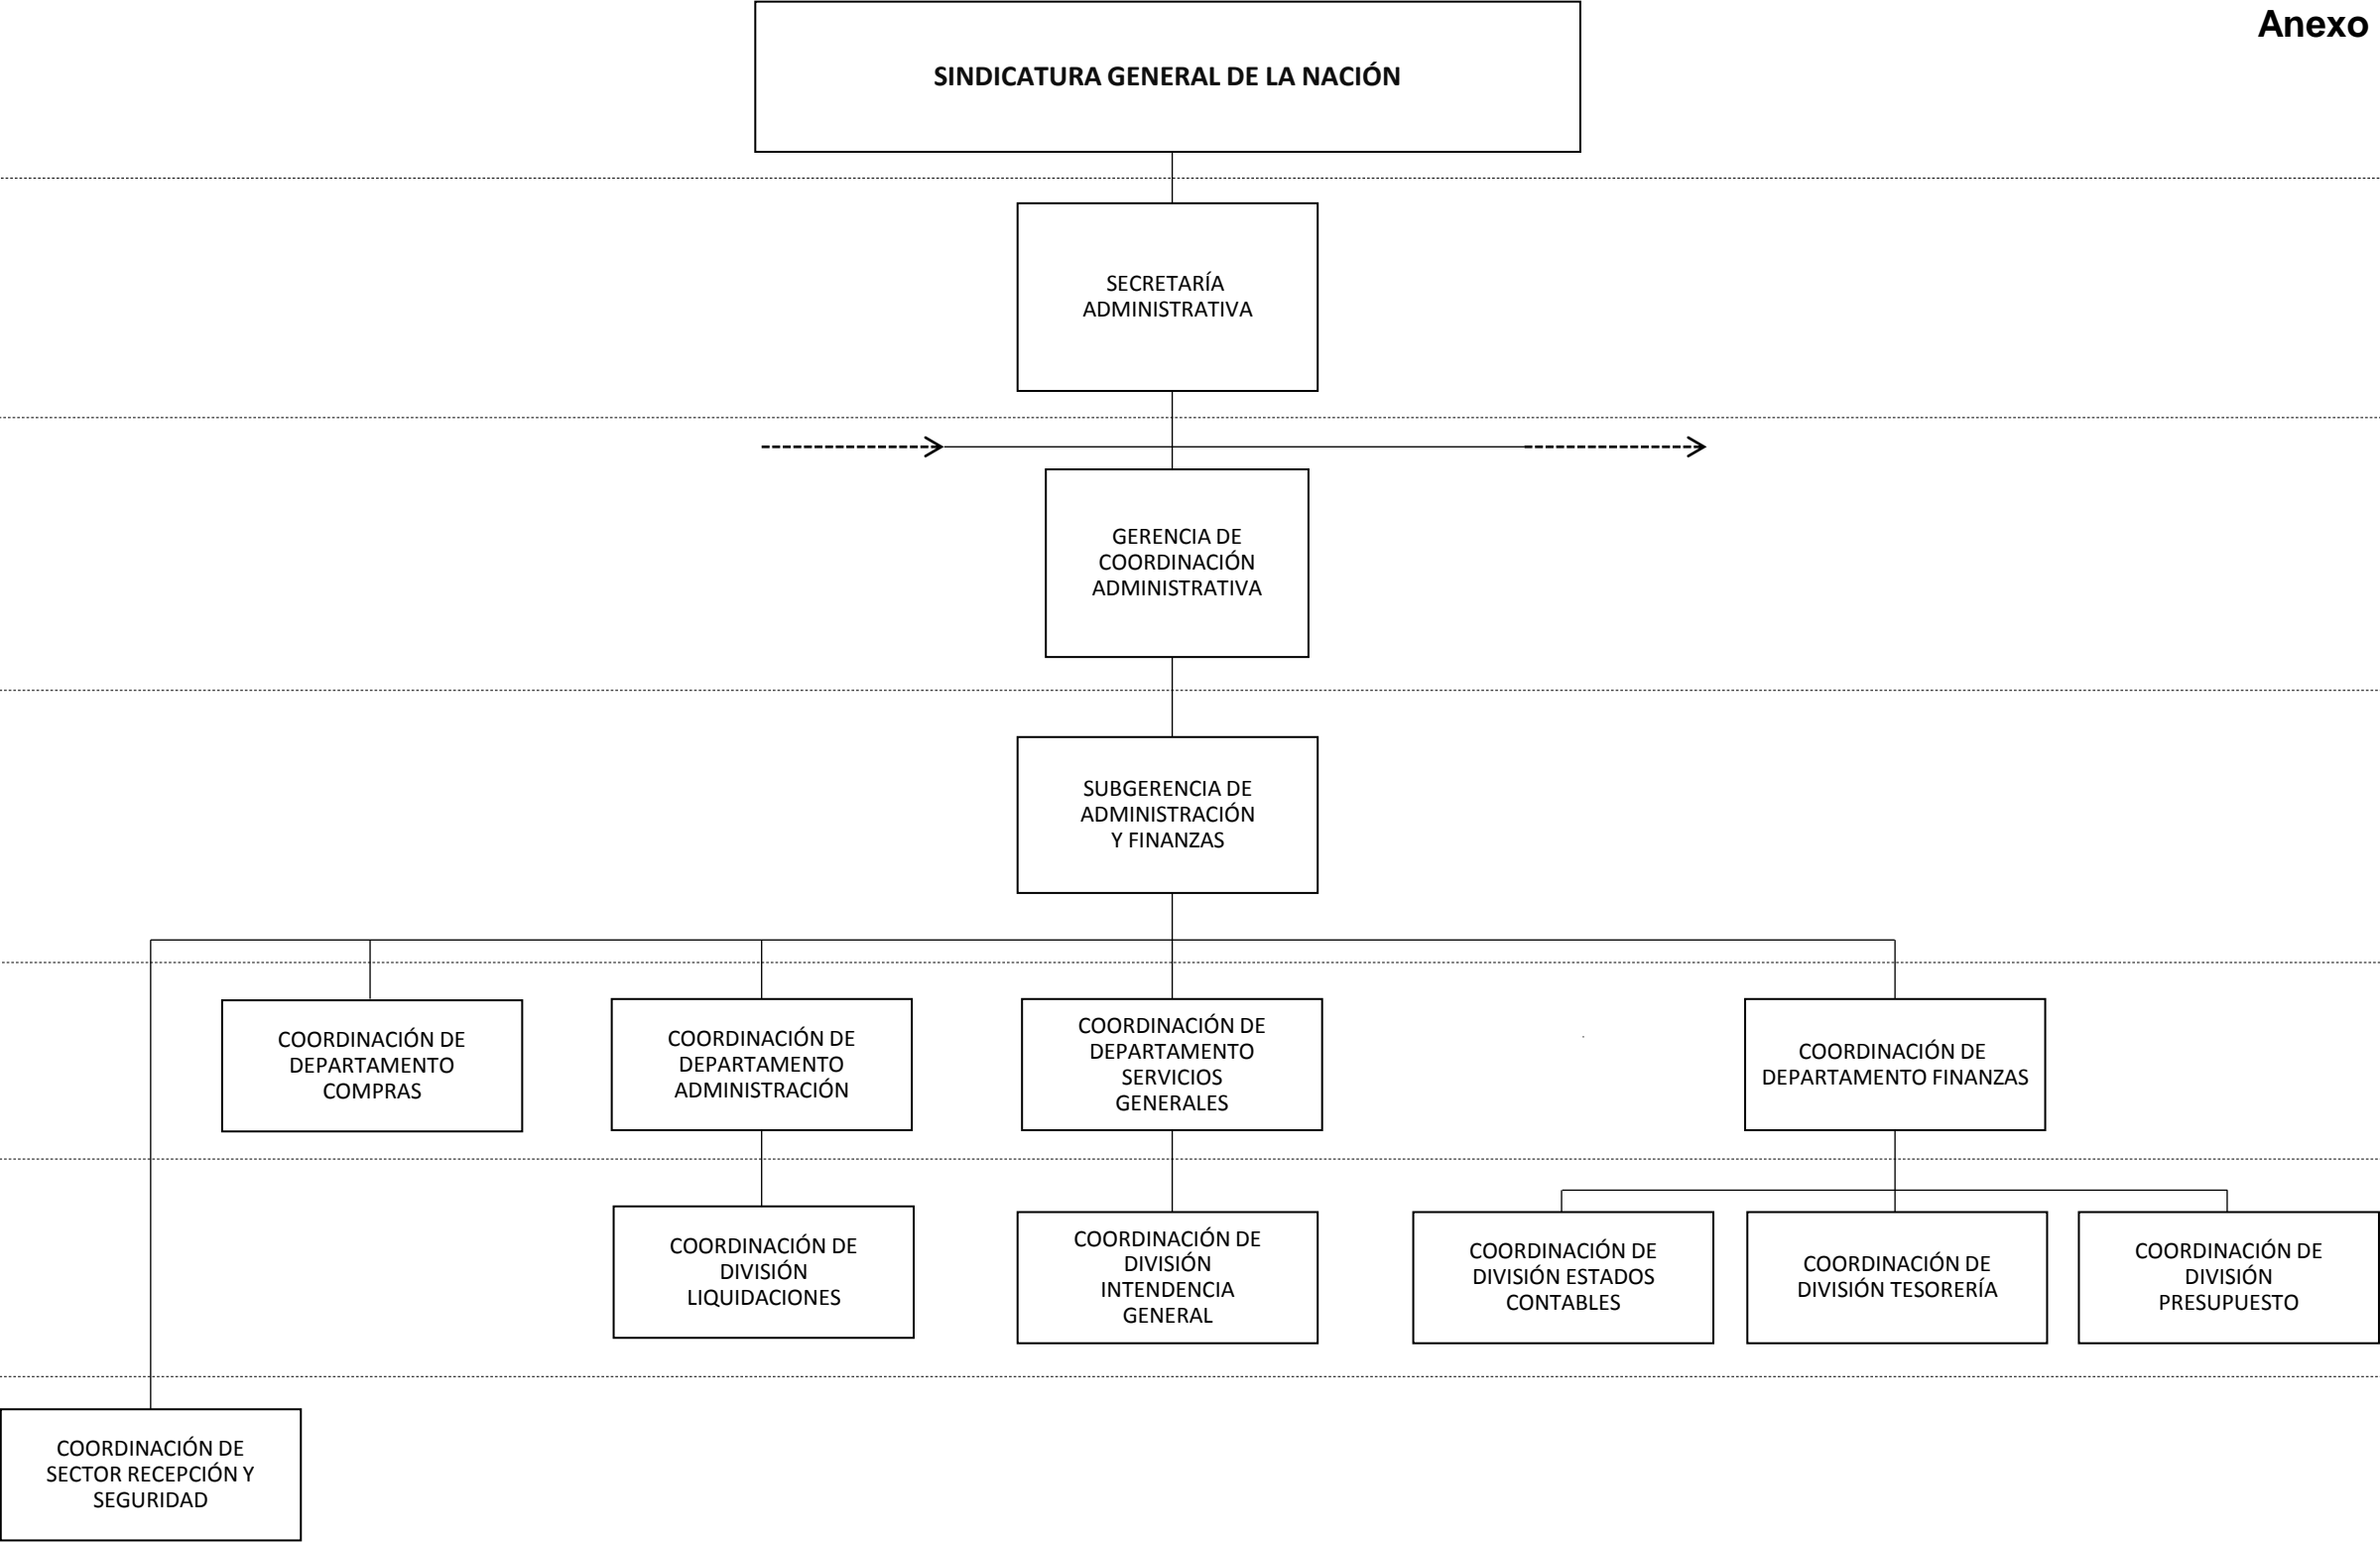 Anexo
SINDICATURA GENERAL DE LA NACIÓN
SECRETARÍA
ADMINISTRATIVA
GERENCIA DE
COORDINACIÓN
ADMINISTRATIVA
SUBGERENCIA DE
ADMINISTRACIÓN
Y FINANZAS
COORDINACIÓN DE
DEPARTAMENTO
COMPRAS
COORDINACIÓN DE
DEPARTAMENTO
ADMINISTRACIÓN
COORDINACIÓN DE
DEPARTAMENTO
SERVICIOS
GENERALES
COORDINACIÓN DE
DEPARTAMENTO FINANZAS
COORDINACIÓN DE
DIVISIÓN
LIQUIDACIONES
COORDINACIÓN DE
DIVISIÓN
INTENDENCIA
GENERAL
COORDINACIÓN DE
DIVISIÓN ESTADOS
CONTABLES
COORDINACIÓN DE
DIVISIÓN TESORERÍA
COORDINACIÓN DE
DIVISIÓN
PRESUPUESTO
COORDINACIÓN DE
SECTOR RECEPCIÓN Y
SEGURIDAD